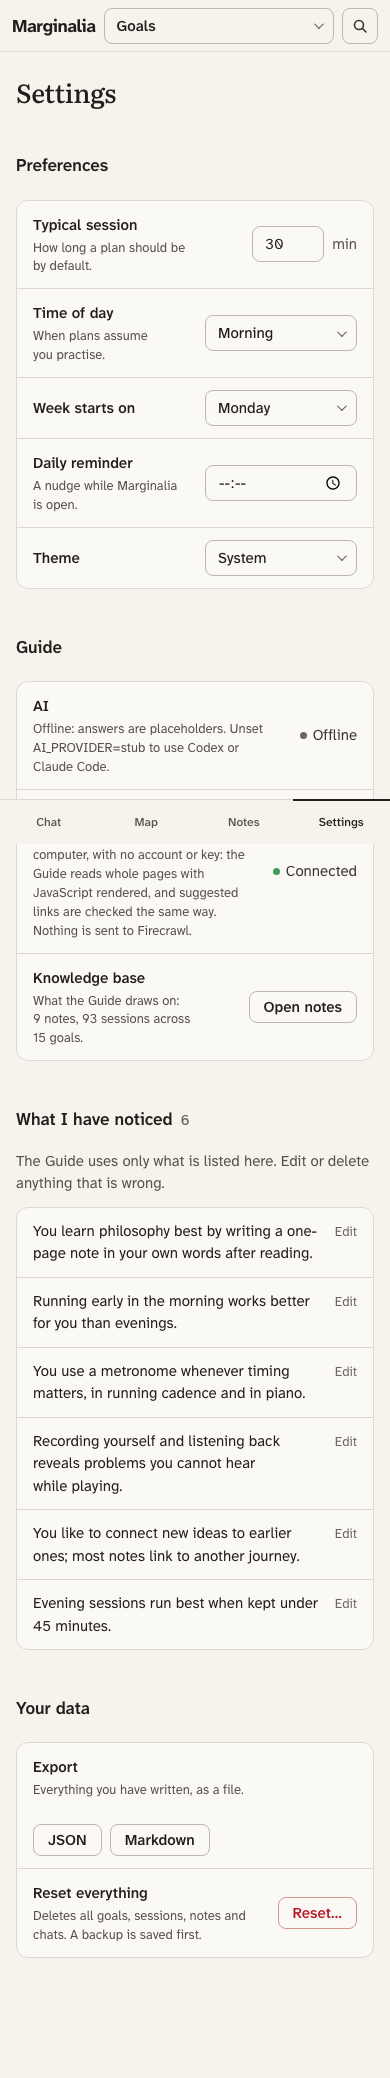 Marginalia
Goals
Settings
Preferences
Typical session
How long a plan should be
by default.
30
min
Time of day
When plans assume
you practise.
Morning
Week starts on
Monday
Daily reminder
A nudge while Marginalia
is open.
--:--
Theme
System
Guide
AI
Offline: answers are placeholders. Unset
AI_PROVIDER=stub to use Codex or
Claude Code.
Offline
Chat
Map
Notes
Settings
computer, with no account or key: the
Guide reads whole pages with
JavaScript rendered, and suggested
links are checked the same way.
Nothing is sent to Firecrawl.
Connected
Knowledge base
What the Guide draws on:
9 notes, 93 sessions across
15 goals.
Open notes
What I have noticed 6
The Guide uses only what is listed here. Edit or delete
anything that is wrong.
You learn philosophy best by writing a one-
page note in your own words after reading.
Edit
Running early in the morning works better
for you than evenings.
Edit
You use a metronome whenever timing
matters, in running cadence and in piano.
Edit
Recording yourself and listening back
reveals problems you cannot hear
while playing.
Edit
You like to connect new ideas to earlier
ones; most notes link to another journey.
Edit
Evening sessions run best when kept under
45 minutes.
Edit
Your data
Export
Everything you have written, as a file.
JSON
Markdown
Reset everything
Deletes all goals, sessions, notes and
chats. A backup is saved first.
Reset...